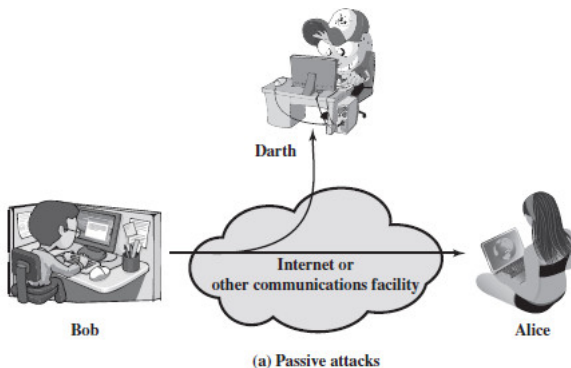 Darth
Internet or
other communications facility
Bob
Alice
(a) Passive attacks